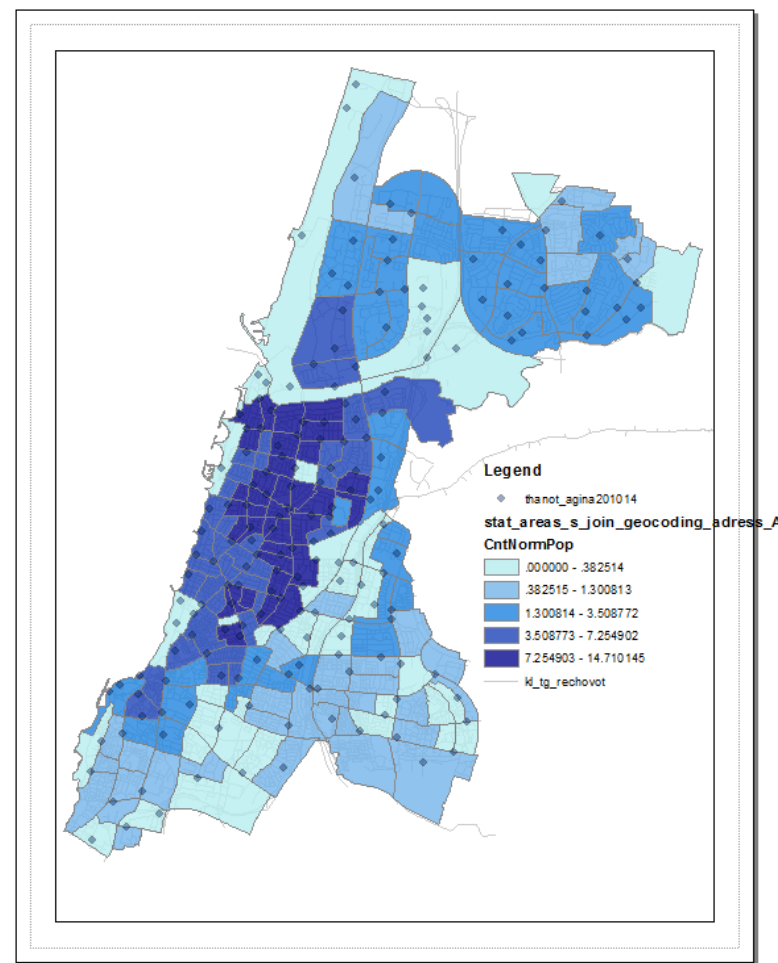 Legend
thanot_agina201014
stat_areas_s_join_geocoding_adress_A
CntNormPop
.000000 - .382514
.382515 - 1.300813
1.300814 - 3.508772
3.508773 - 7.254902
7.254903 - 14.710145
kl_tg_rechovot